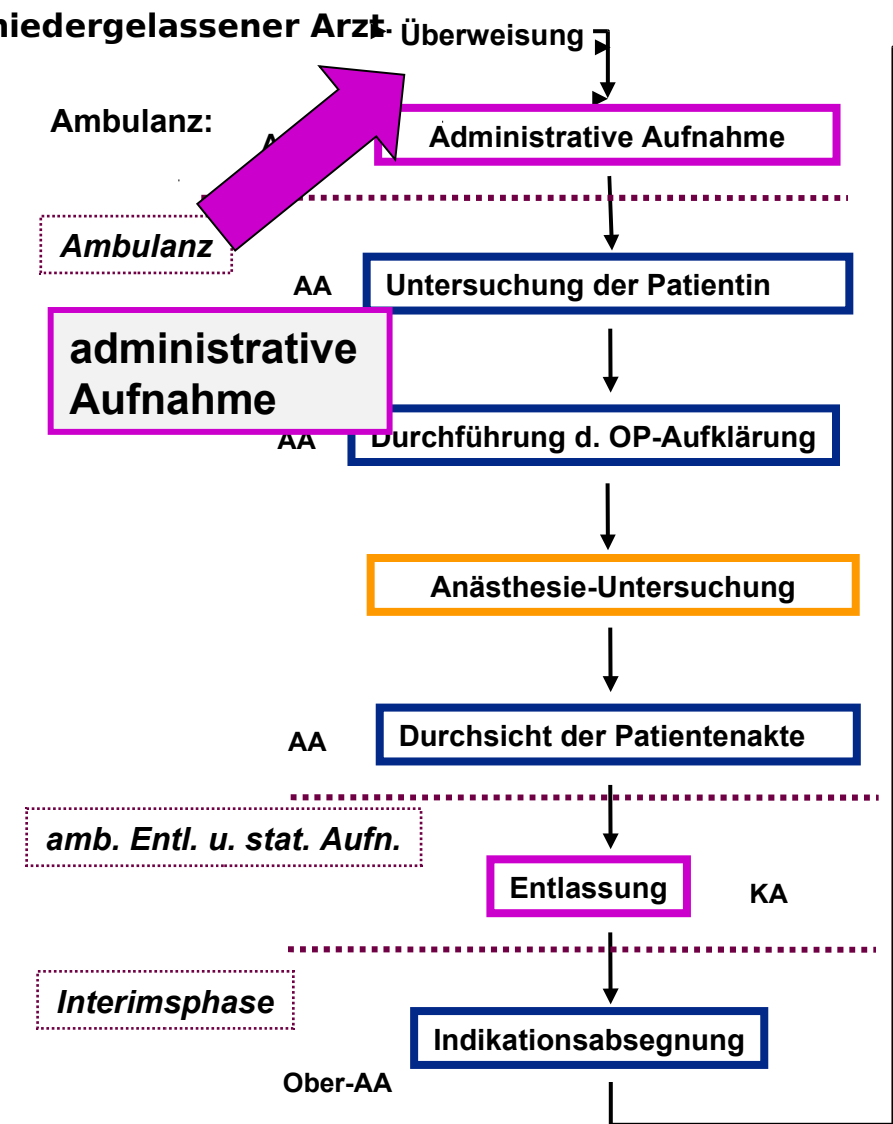 niedergelassener Arzt
Überweisung
Ambulanz:
Administrative Aufnahme
Ambulanz
AA
Untersuchung der Patientin
administrative
Aufnahme
AA
Durchführung d. OP-Aufklärung
Anästhesie-Untersuchung
AA
Durchsicht der Patientenakte
amb. Entl. u. stat. Aufn.
Entlassung
KA
Interimsphase
Indikationsabsegnung
Ober-AA